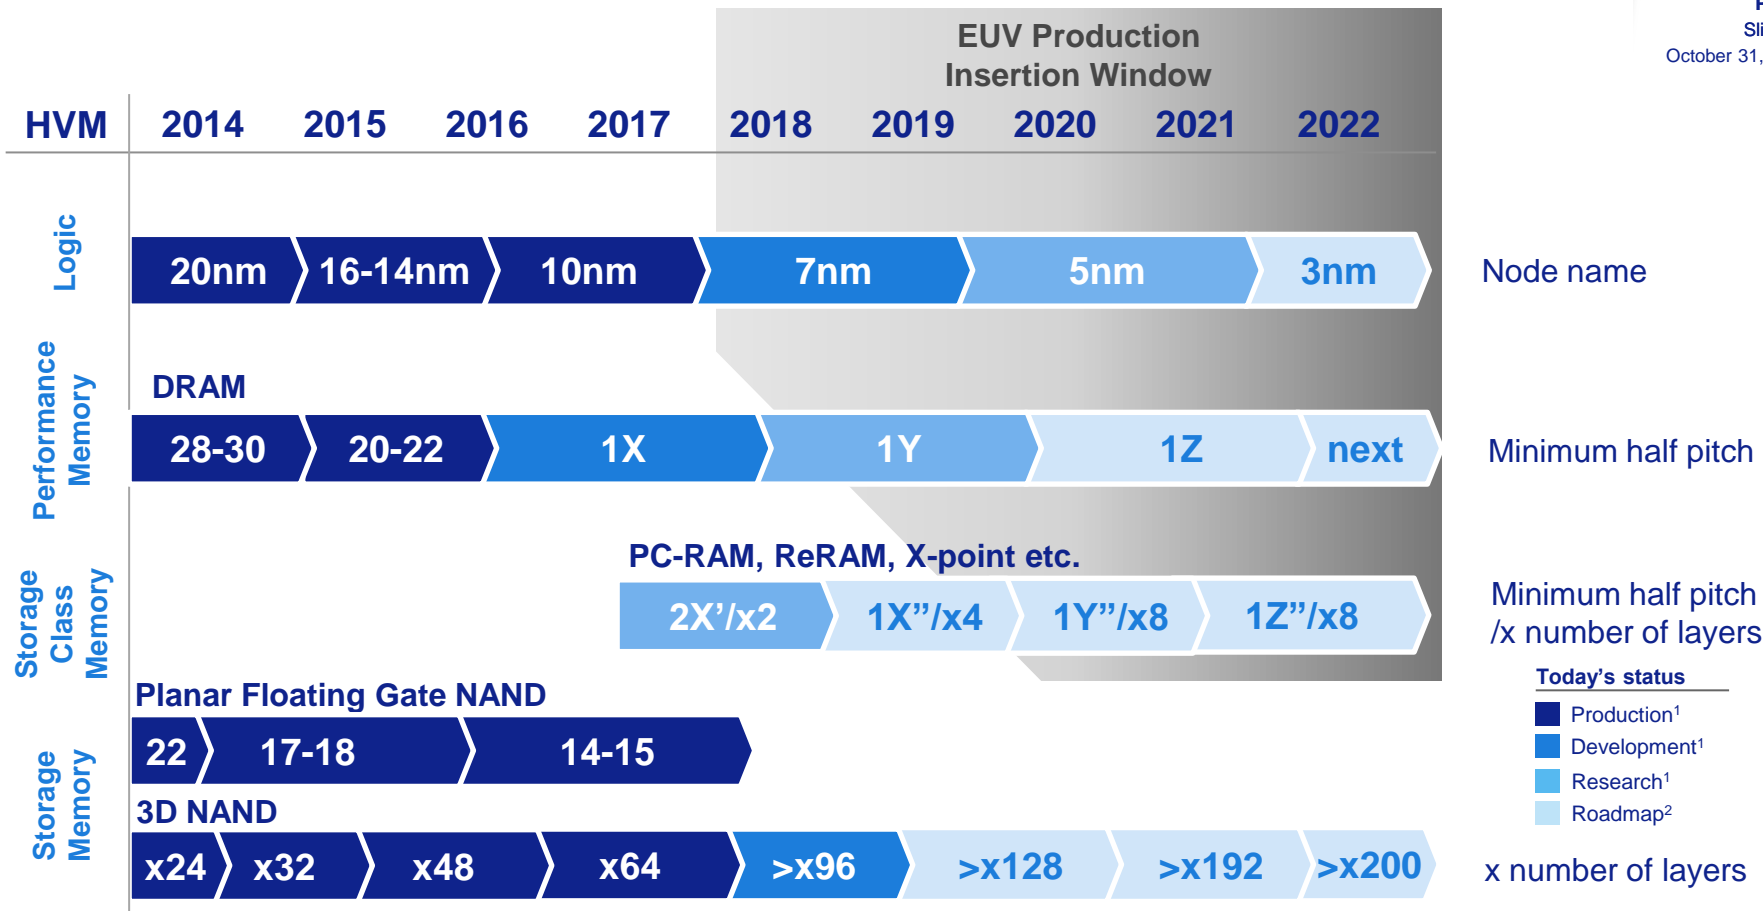 Sli
October 31,
EUV Production
Insertion Window
HVM 2014 2015 2016 2017 2018 2019 2020 2021 2022
Logic
20nm 16-14nm 10nm 7nm 5nm 3nm
Node name
Performance
Memory
DRAM
28-30 20-22 1X 1Y 1Z next
Minimum half pitch
Storage
Class
Memory
PC-RAM, ReRAM, X-point etc.
2X’/x2 1X”/x4 1Y”/x8 1Z”/x8
Minimum half pitch
/x number of layers
Today’s status
Production¹
Development¹
Research¹
Roadmap²
Storage
Memory
Planar Floating Gate NAND
22 17-18 14-15
3D NAND
x24 x32 x48 x64 >x96 >x128 >x192 >x200
x number of layers